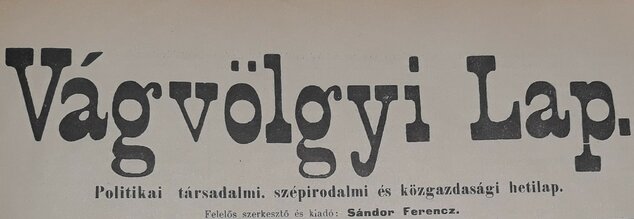 Vágvölgyi Lap.
Politikai társadalmi. szépirodalmi és közgazdasági hetilap.
Felelős szerkesztő és kiadó: Sándor Ferencz.